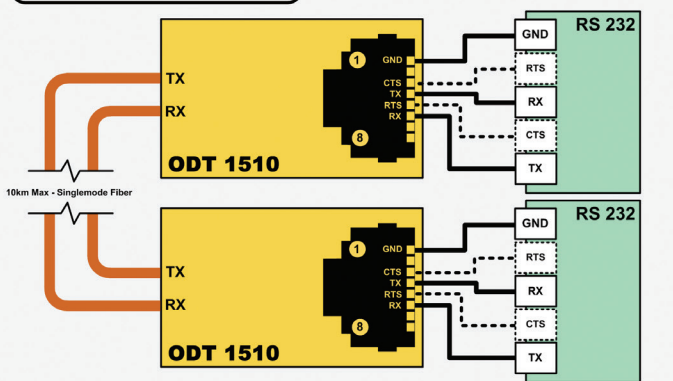 RS 232
GND
1
GND
RTS
TX
CTS
TX
RX
RTS
RX
RX
CTS
8
ODT 1510
TX
10km Max - Singlemode Fiber
RS 232
GND
1
GND
RTS
TX
CTS
TX
RX
RTS
RX
RX
CTS
8
ODT 1510
TX